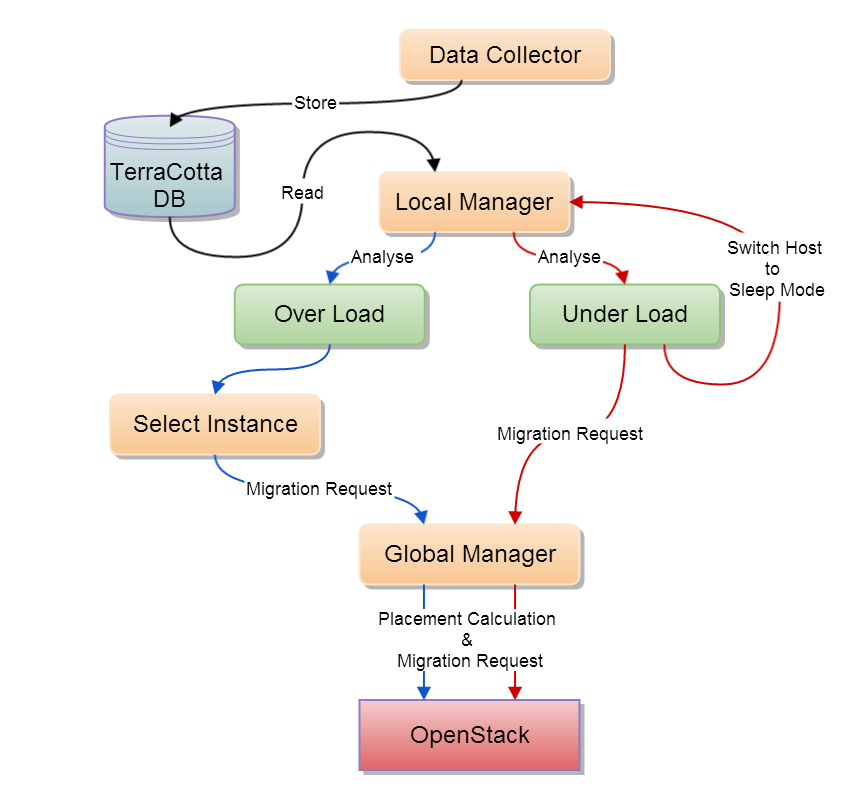 Data Collector
Store
TerraCotta
DB
Read
Local Manager
Analyse
Analyse
Switch Host
to
Sleep Mode
Over Load
Under Load
Select Instance
Migration Request
Migration Request
Global Manager
Placement Calculation
&
Migration Request
OpenStack